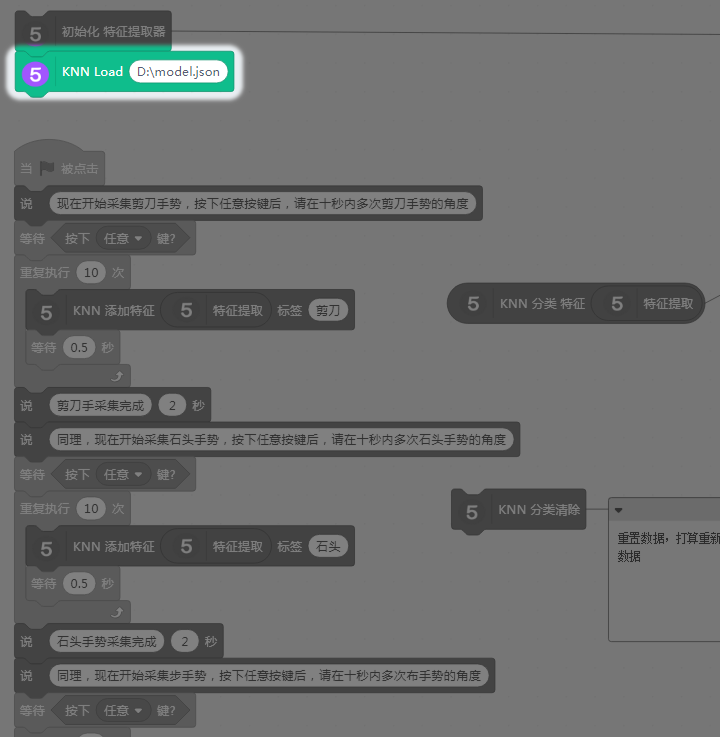 5 初始化 特征提取器
5 KNN Load D:\model.json
当 被点击
说 现在开始采集剪刀手势，按下任意按键后，请在十秒内多次剪刀手势的角度
等待 按下 任意 键?
重复执行 10 次
5 KNN 添加特征 5 特征提取 标签 剪刀
等待 0.5 秒
说 剪刀手采集完成 2 秒
说 同理，现在开始采集石头手势，按下任意按键后，请在十秒内多次石头手势的角度
等待 按下 任意 键?
重复执行 10 次
5 KNN 添加特征 5 特征提取 标签 石头
等待 0.5 秒
说 石头手势采集完成 2 秒
说 同理，现在开始采集步手势，按下任意按键后，请在十秒内多次布手势的角度
等待 按下 任意 键?
5 KNN 分类 特征 5 特征提取
5 KNN 分类清除
重置数据，打算重新
数据